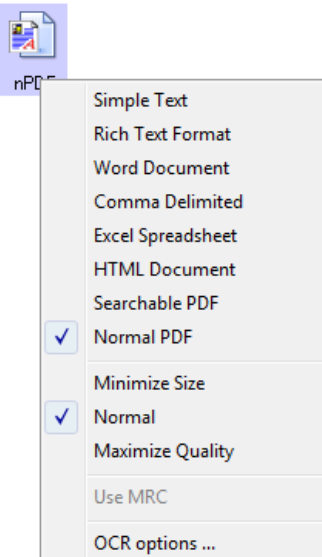 nPDF
Simple Text
Rich Text Format
Word Document
Comma Delimited
Excel Spreadsheet
HTML Document
Searchable PDF
Normal PDF
Minimize Size
Normal
Maximize Quality
Use MRC
OCR options ...